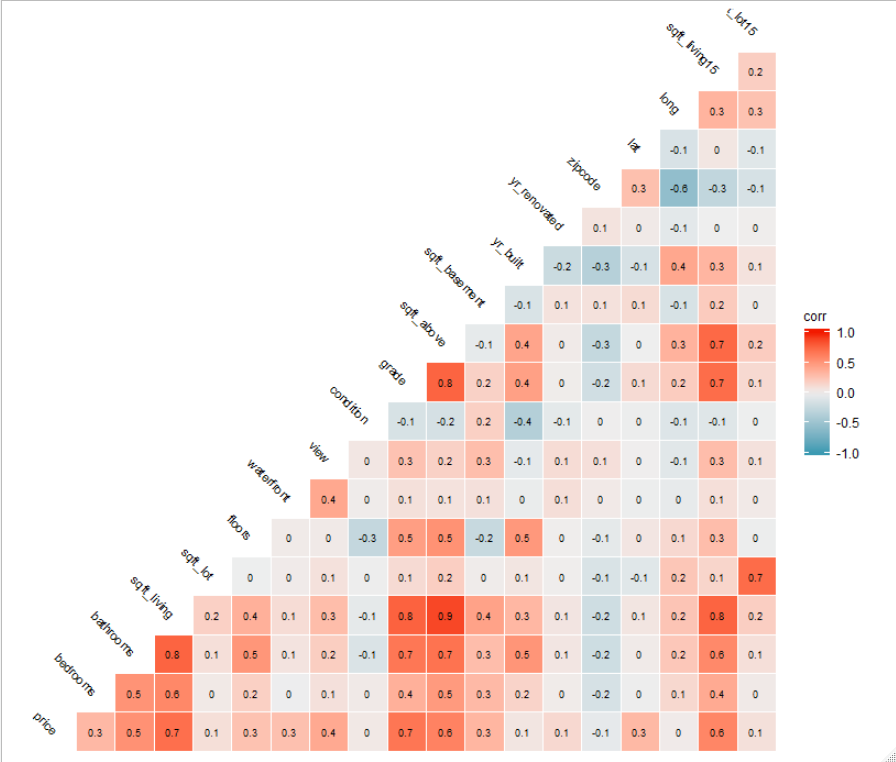 t_lot15
sqft_living15
0.2
long
0.3 0.3
lat
-0.1 0 -0.1
zipcode
0.3 -0.6 -0.3 -0.1
yr_renovated
0.1 0 -0.1 0 0
yr_built
-0.2 -0.3 -0.1 0.4 0.3 0.1
sqft_basement
-0.1 0.1 0.1 0.1 -0.1 0.2 0
sqft_above
-0.1 0.4 0 -0.3 0 0.3 0.7 0.2
grade
0.8 0.2 0.4 0 -0.2 0.1 0.2 0.7 0.1
condition
-0.1 -0.2 0.2 -0.4 -0.1 0 0 -0.1 -0.1 0
view
0 0.3 0.2 0.3 -0.1 0.1 0.1 0 -0.1 0.3 0.1
waterfront
0.4 0 0.1 0.1 0.1 0 0.1 0 0 0 0.1 0
floors
0 0 -0.3 0.5 0.5 -0.2 0.5 0 -0.1 0 0.1 0.3 0
sqft_lot
0 0 0.1 0 0.1 0.2 0 0.1 0 -0.1 -0.1 0.2 0.1 0.7
sqft_living
0.2 0.4 0.1 0.3 -0.1 0.8 0.9 0.4 0.3 0.1 -0.2 0.1 0.2 0.8 0.2
bathrooms
0.8 0.1 0.5 0.1 0.2 -0.1 0.7 0.7 0.3 0.5 0.1 -0.2 0 0.2 0.6 0.1
bedrooms
0.5 0.6 0 0.2 0 0.1 0 0.4 0.5 0.3 0.2 0 -0.2 0 0.1 0.4 0
price
0.3 0.5 0.7 0.1 0.3 0.3 0.4 0 0.7 0.6 0.3 0.1 0.1 -0.1 0.3 0 0.6 0.1
corr
1.0
0.5
0.0
-0.5
-1.0